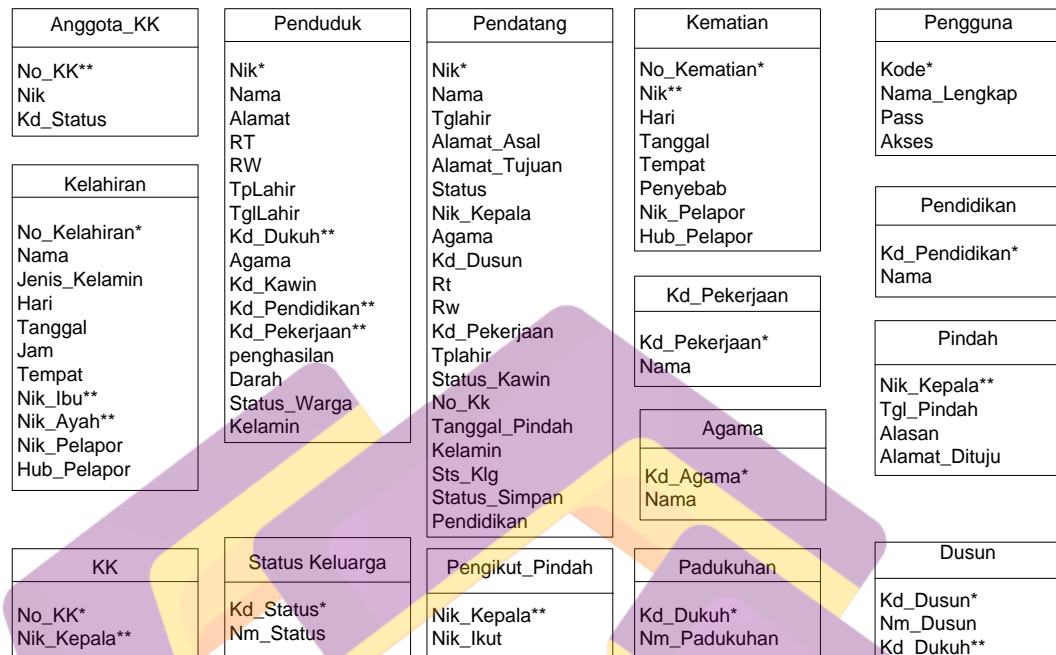 Anggota_KK
No_KK**
Nik
Kd_Status
Kelahiran
No_Kelahiran*
Nama
Jenis_Kelamin
Hari
Tanggal
Jam
Tempat
Nik_Ibu**
Nik_Ayah**
Nik_Pelapor
Hub_Pelapor
KK
No_KK*
Nik_Kepala**
Penduduk
Nik*
Nama
Alamat
RT
RW
TpLahir
TglLahir
Kd_Dukuh**
Agama
Kd_Kawin
Kd_Pendidikan**
Kd_Pekerjaan**
penghasilan
Darah
Status_Warga
Kelamin
Status Keluarga
Kd_Status*
Nm_Status
Pendatang
Nik*
Nama
Tglahir
Alamat_Asal
Alamat_Tujuan
Status
Nik_Kepala
Agama
Kd_Dusun
Rt
Rw
Kd_Pekerjaan
Tplahir
Status_Kawin
No_Kk
Tanggal_Pindah
Kelamin
Sts_Klg
Status_Simpan
Pendidikan
Pengikut_Pindah
Nik_Kepala**
Nik_Ikut
Kematian
No_Kematian*
Nik**
Hari
Tanggal
Tempat
Penyebab
Nik_Pelapor
Hub_Pelapor
Kd_Pekerjaan
Kd_Pekerjaan*
Nama
Agama
Kd_Agama*
Nama
Padukuhan
Kd_Dukuh*
Nm_Padukuhan
Pengguna
Kode*
Nama_Lengkap
Pass
Akses
Pendidikan
Kd_Pendidikan*
Nama
Pindah
Nik_Kepala**
Tgl_Pindah
Alasan
Alamat_Dituju
Dusun
Kd_Dusun*
Nm_Dusun
Kd_Dukuh**